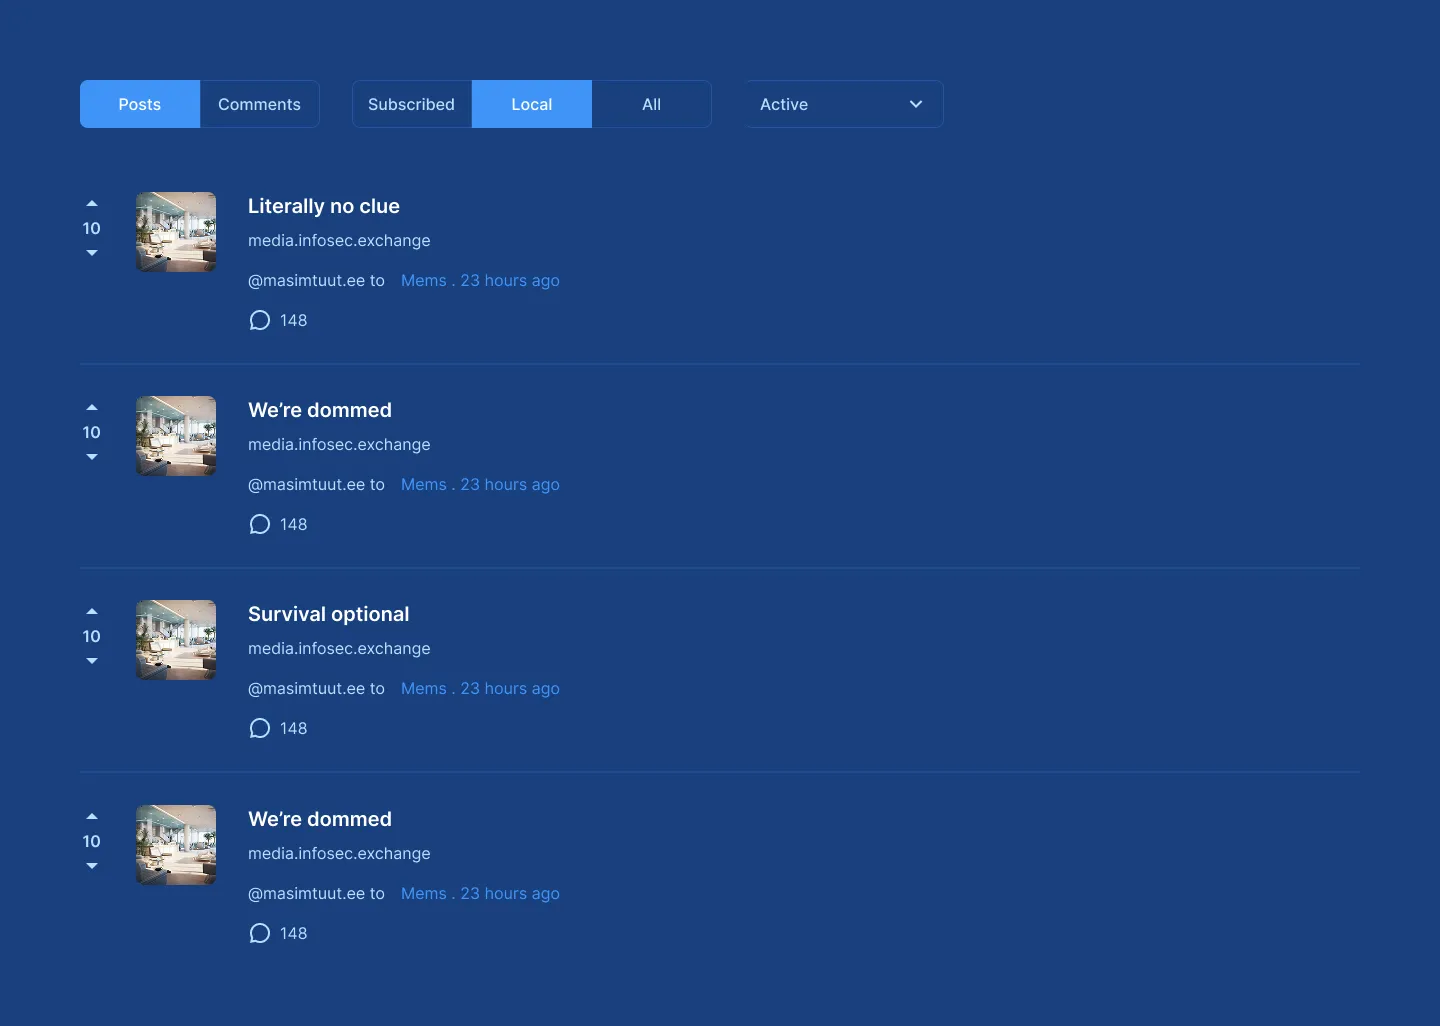 Posts Comments Subscribed Local All Active
Literally no clue
10
media.infosec.exchange
@masimtuut.ee to Mems . 23 hours ago
148
We’re dommed
10
media.infosec.exchange
@masimtuut.ee to Mems . 23 hours ago
148
Survival optional
10
media.infosec.exchange
@masimtuut.ee to Mems . 23 hours ago
148
We’re dommed
10
media.infosec.exchange
@masimtuut.ee to Mems . 23 hours ago
148